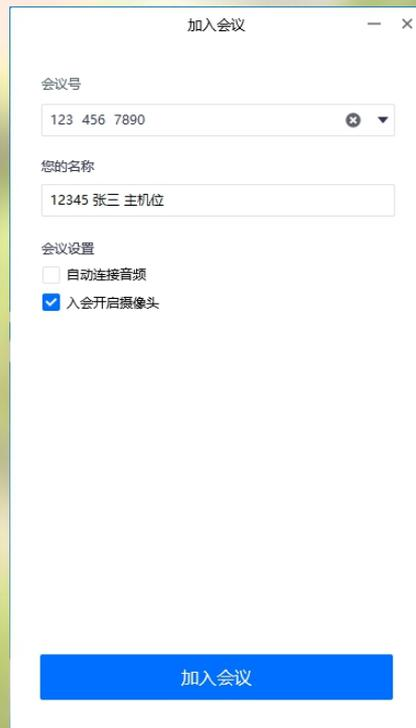 加入会议
会议号
123 456 7890
您的名称
12345 张三 主机位
会议设置
自动连接音频
入会开启摄像头
加入会议